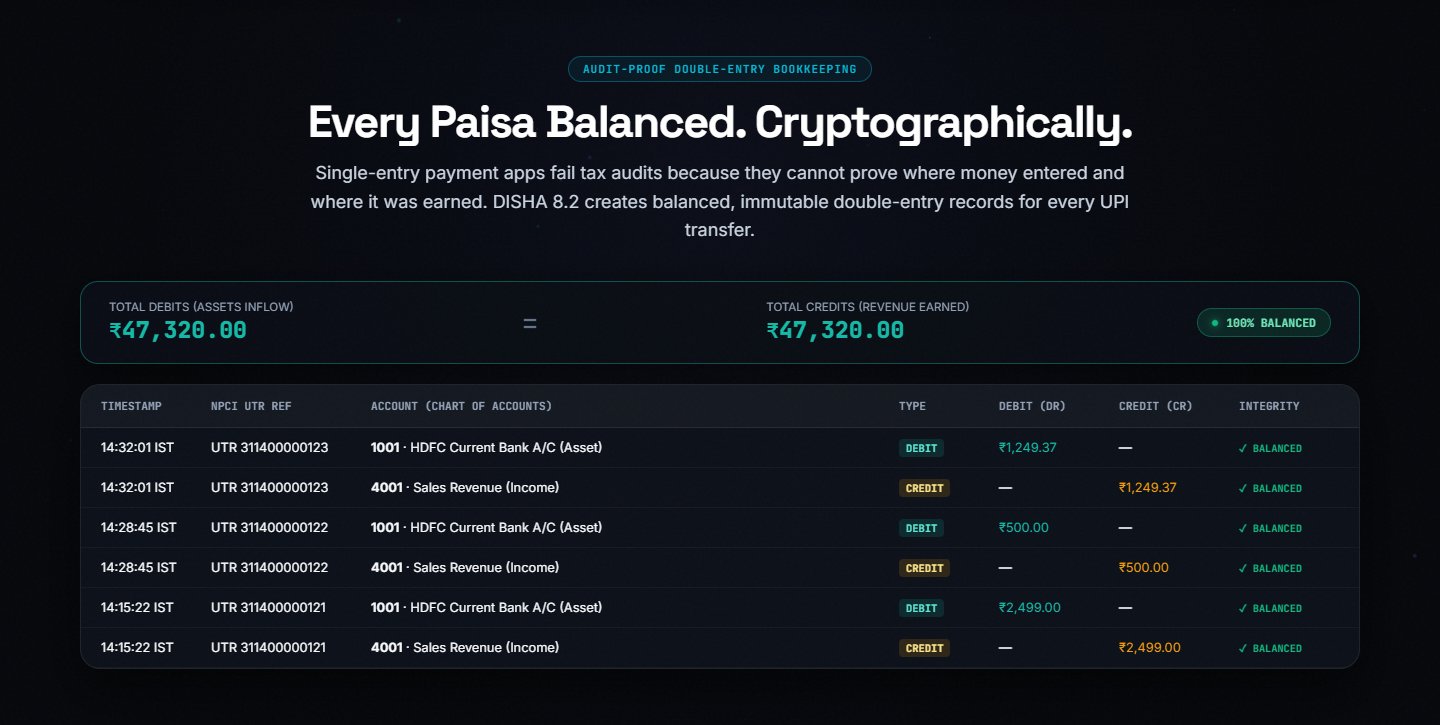 AUDIT-PROOF DOUBLE-ENTRY BOOKKEEPING
Every Paisa Balanced. Cryptographically.
Single-entry payment apps fail tax audits because they cannot prove where money entered and
where it was earned. DISHA 8.2 creates balanced, immutable double-entry records for every UPI
transfer.
TOTAL DEBITS (ASSETS INFLOW) TOTAL CREDITS (REVENUE EARNED)
₹47,320.00 = ₹47,320.00 100% BALANCED
TIMESTAMP NPCI UTR REF ACCOUNT (CHART OF ACCOUNTS) TYPE DEBIT (DR) CREDIT (CR) INTEGRITY
14:32:01 IST UTR 311400000123 1001 · HDFC Current Bank A/C (Asset) DEBIT ₹1,249.37 — ✓ BALANCED
14:32:01 IST UTR 311400000123 4001 · Sales Revenue (Income) CREDIT — ₹1,249.37 ✓ BALANCED
14:28:45 IST UTR 311400000122 1001 · HDFC Current Bank A/C (Asset) DEBIT ₹500.00 — ✓ BALANCED
14:28:45 IST UTR 311400000122 4001 · Sales Revenue (Income) CREDIT — ₹500.00 ✓ BALANCED
14:15:22 IST UTR 311400000121 1001 · HDFC Current Bank A/C (Asset) DEBIT ₹2,499.00 — ✓ BALANCED
14:15:22 IST UTR 311400000121 4001 · Sales Revenue (Income) CREDIT — ₹2,499.00 ✓ BALANCED